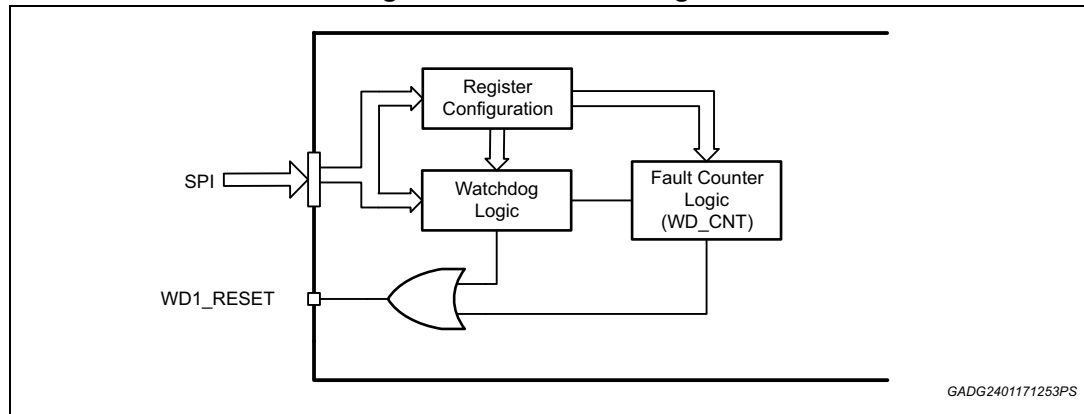 Register
Configuration
SPI
Watchdog
Logic
Fault Counter
Logic
(WD_CNT)
WD1_RESET
GADG2401171253PS